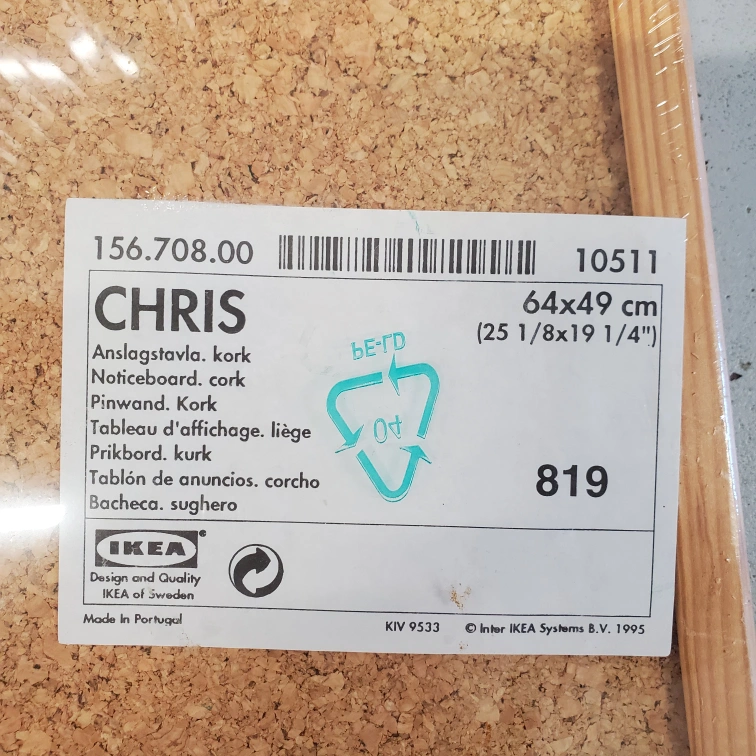 156.708.00 10511
CHRIS
64x49 cm
(25 1/8x19 1/4")
Anslagstavla. kork
Noticeboard. cork
Pinwand. Kork
Tableau d'affichage. liège
Prikbord. kurk
Tablón de anuncios. corcho
Bacheca. sughero
PE-LD
04
819
IKEA®
Design and Quality
IKEA of Sweden
Made In Portugal
KIV 9533 © Inter IKEA Systems B.V. 1995